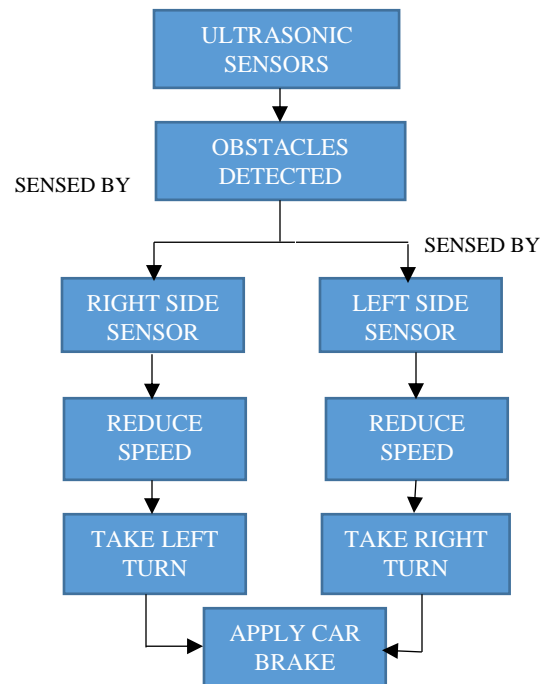 ULTRASONIC
SENSORS
OBSTACLES
DETECTED
SENSED BY
SENSED BY
RIGHT SIDE
SENSOR
LEFT SIDE
SENSOR
REDUCE
SPEED
REDUCE
SPEED
TAKE LEFT
TURN
TAKE RIGHT
TURN
APPLY CAR
BRAKE